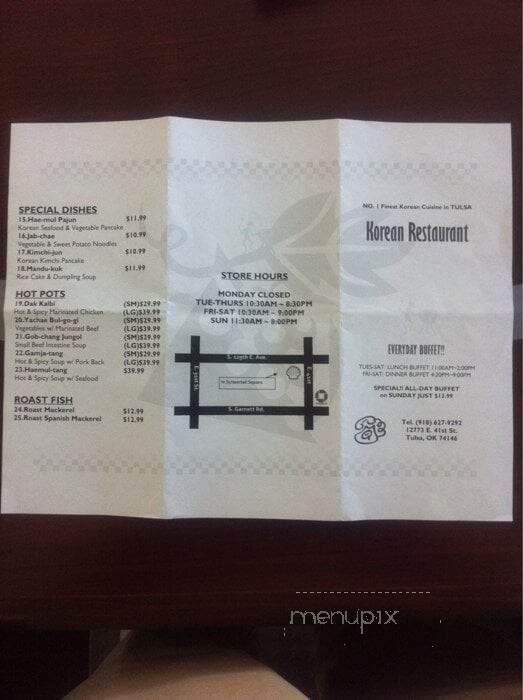 SPECIAL DISHES
15.Hae-mul Pajun $11.99
Korean Seafood & Vegetable Pancake
16.Jab-chae $10.99
Vegetable & Sweet Potato Noodles
17.Kimchi-jun $10.99
Korean Kimchi Pancake
18.Mandu-kuk $11.99
Rice Cake & Dumpling Soup
HOT POTS
19.Dak Kalbi (SM)$29.99
Hot & Spicy Marinated Chicken (LG)$39.99
20.Yachae Bul-go-gi (SM)$29.99
Vegetables w/ Marinated Beef (LG)$39.99
21.Gob-chang Jungol (SM)$29.99
Small Beef Intestine Soup (LG)$39.99
22.Gamja-tang (SM)$29.99
Hot & Spicy Soup w/ Pork Back (LG)$39.99
23.Haemul-tang $39.99
Hot & Spicy Soup w/ Seafood
ROAST FISH
24.Roast Mackerel $12.99
25.Roast Spanish Mackerel $12.99
STORE HOURS
MONDAY CLOSED
TUE-THURS 10:30AM ~ 8:30PM
FRI-SAT 10:30AM ~ 9:00PM
SUN 11:30AM ~ 8:00PM
E. Ave.
S. Garnett Rd.
NO. 1 Finest Korean Cuisine in TULSA
Korean Restaurant
EVERYDAY BUFFET!!
TUES-SAT: LUNCH BUFFET 11:00AM~2:00PM
FRI-SAT: DINNER BUFFET 4:30PM~9:00PM
SPECIAL!! ALL-DAY BUFFET
on SUNDAY JUST $13.99
Tel. (918) 627-9292
12773 E. 41st St.
Tulsa, OK 74146
menupix